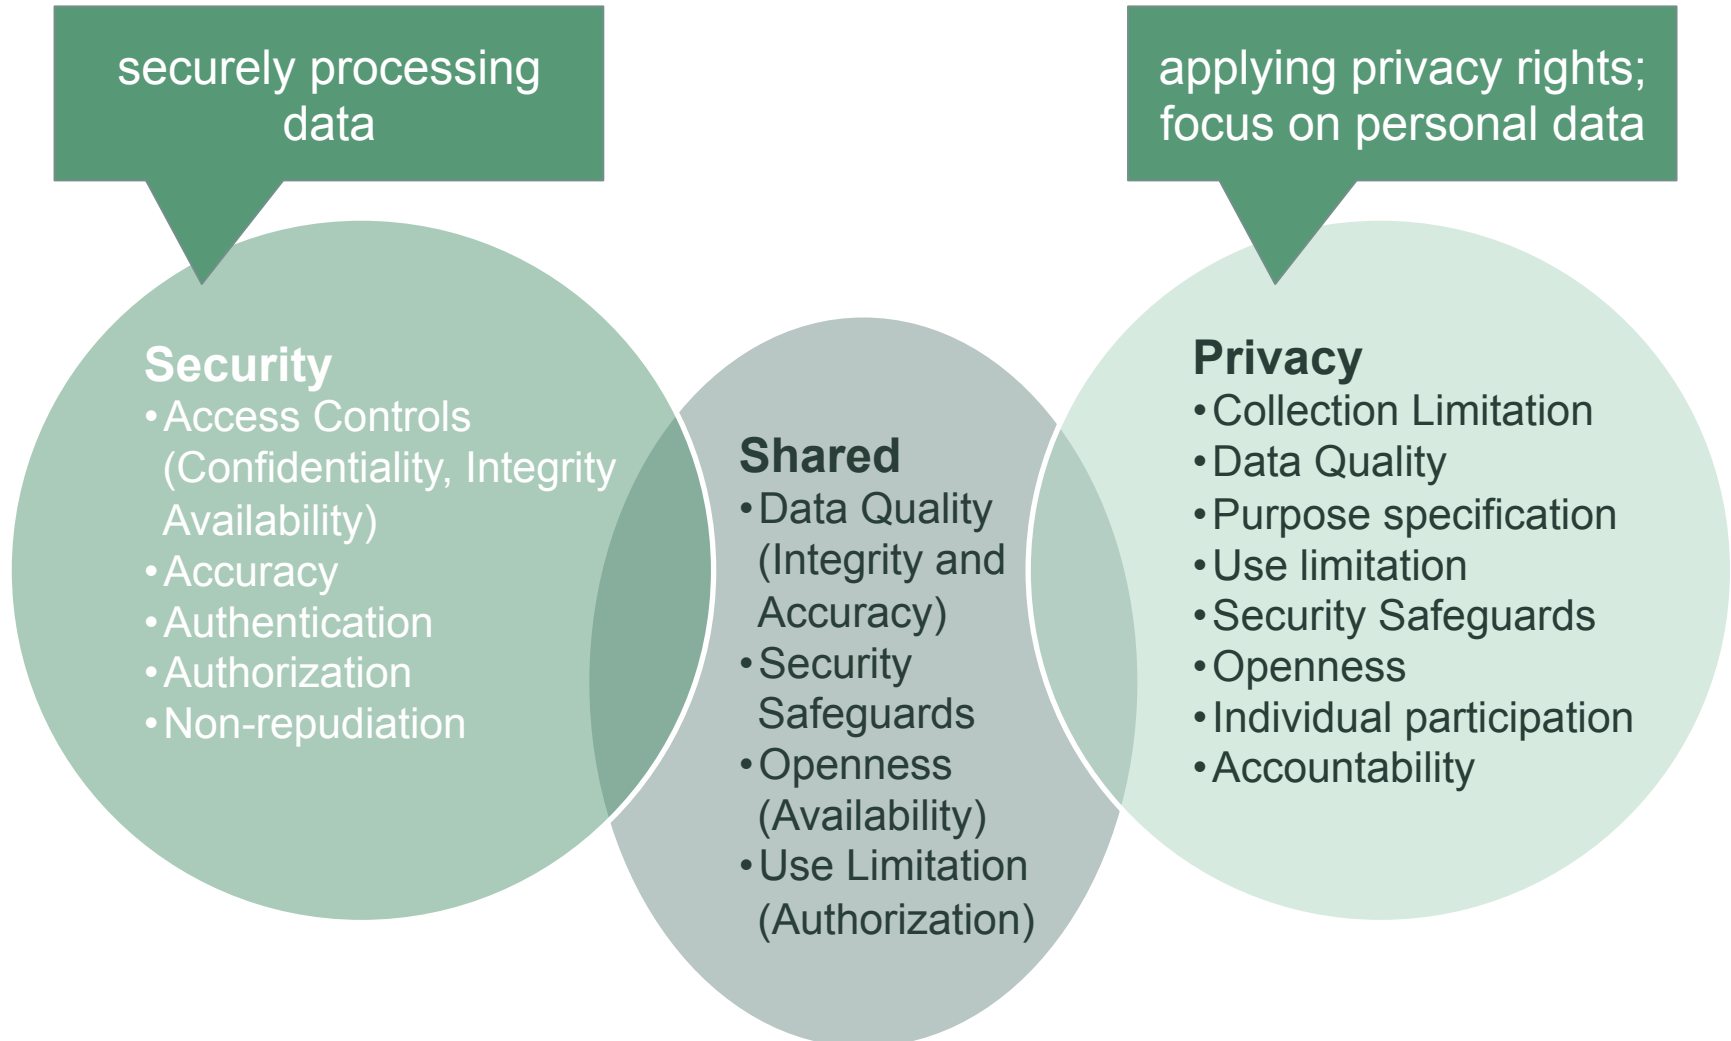 securely processing
data
applying privacy rights;
focus on personal data
Security
•Access Controls
(Confidentiality, Integrity
Availability)
•Accuracy
•Authentication
•Authorization
•Non-repudiation
Shared
•Data Quality
(Integrity and
Accuracy)
•Security
Safeguards
•Openness
(Availability)
•Use Limitation
(Authorization)
Privacy
•Collection Limitation
•Data Quality
•Purpose specification
•Use limitation
•Security Safeguards
•Openness
•Individual participation
•Accountability